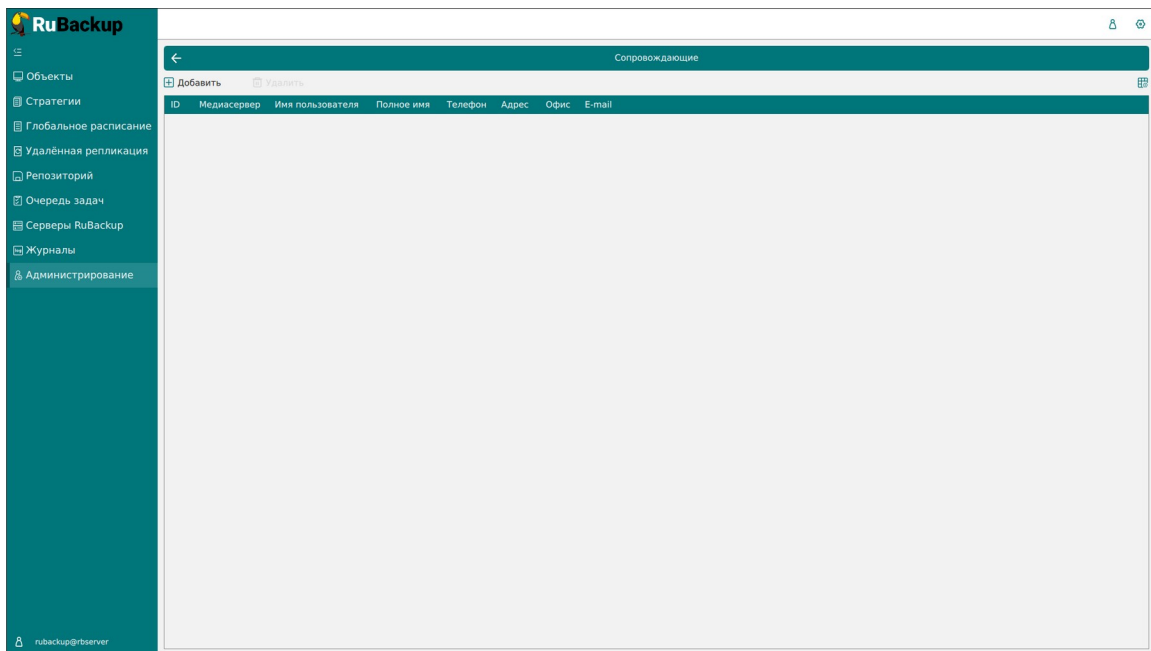 RuBackup
Сопровождающие
Объекты
Добавить Удалить
Стратегии
ID Медиасервер Имя пользователя Полное имя Телефон Адрес Офис E-mail
Глобальное расписание
Удалённая репликация
Репозиторий
Очередь задач
Серверы RuBackup
Журналы
Администрирование
rubackup@rbserver